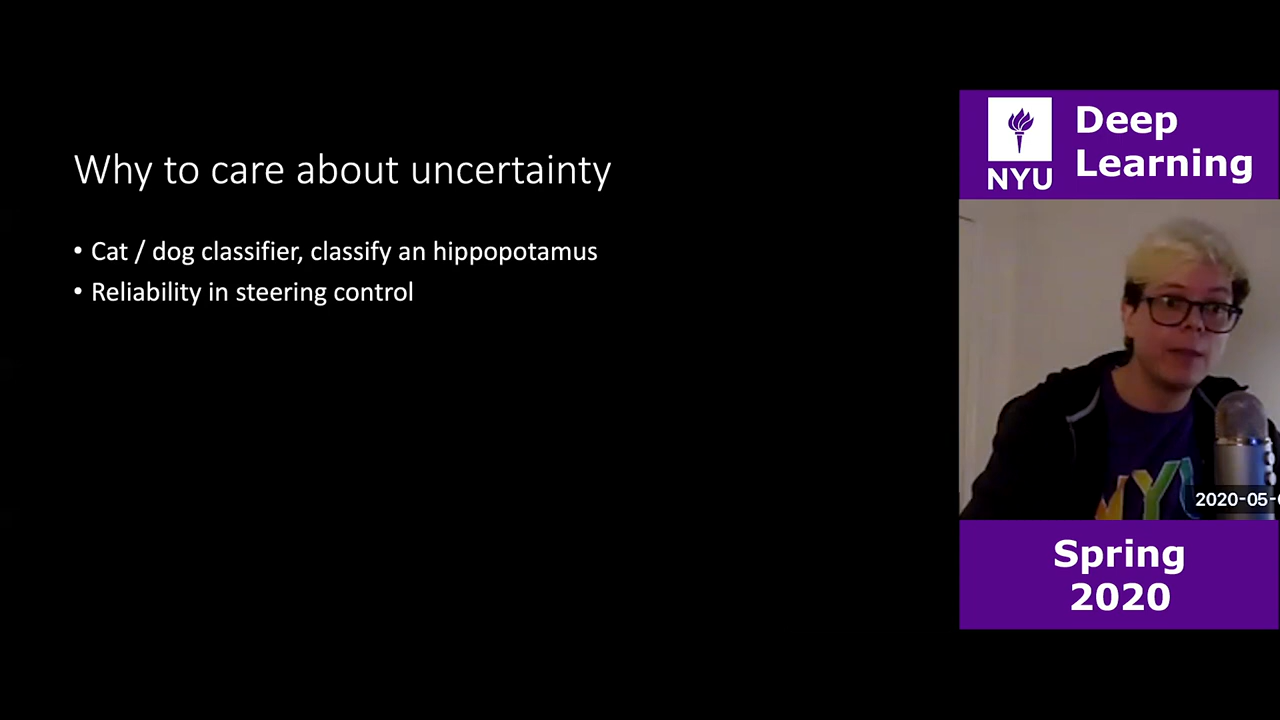 Why to care about uncertainty
• Cat / dog classifier, classify an hippopotamus
• Reliability in steering control
NYU
Deep
Learning
NYU
2020-05-
Spring
2020